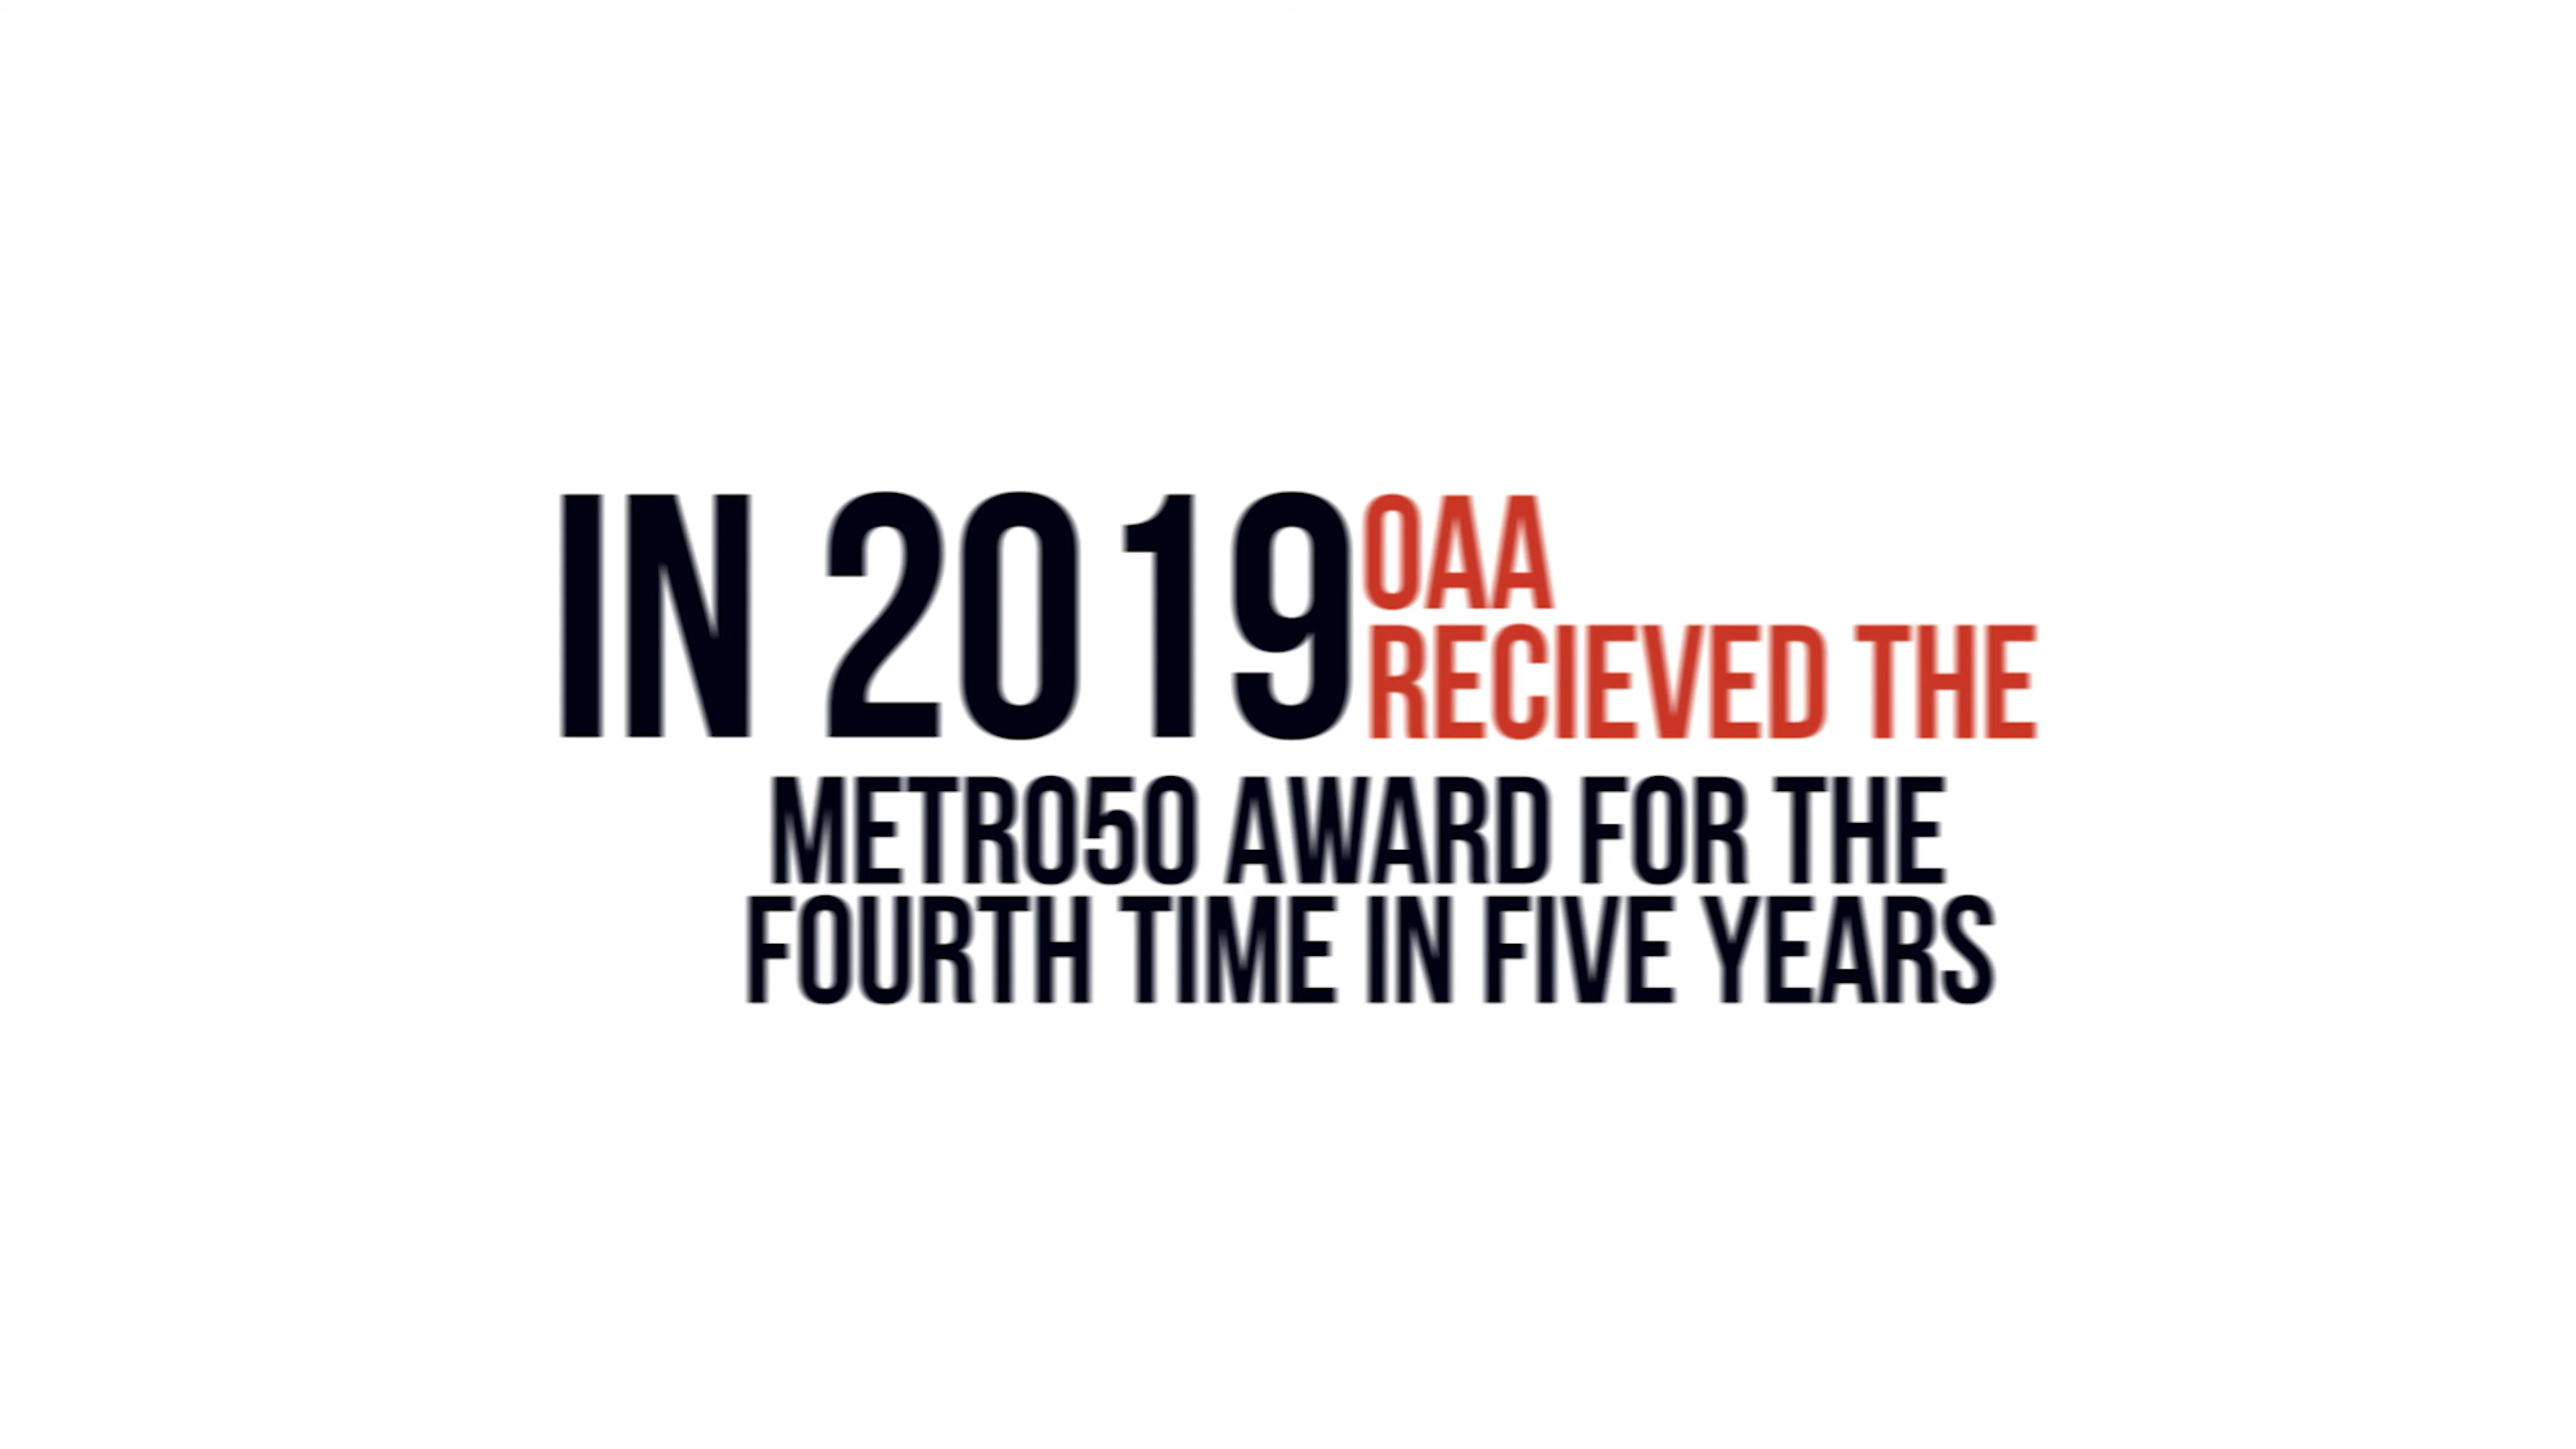 IN 2019 OAA
RECIEVED THE
METRO50 AWARD FOR THE
FOURTH TIME IN FIVE YEARS